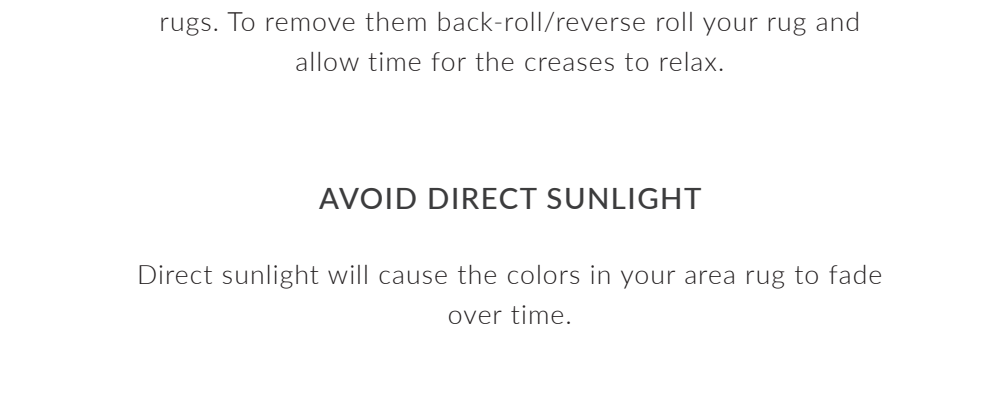 rugs. To remove them back-roll/reverse roll your rug and
allow time for the creases to relax.
AVOID DIRECT SUNLIGHT
Direct sunlight will cause the colors in your area rug to fade
over time.